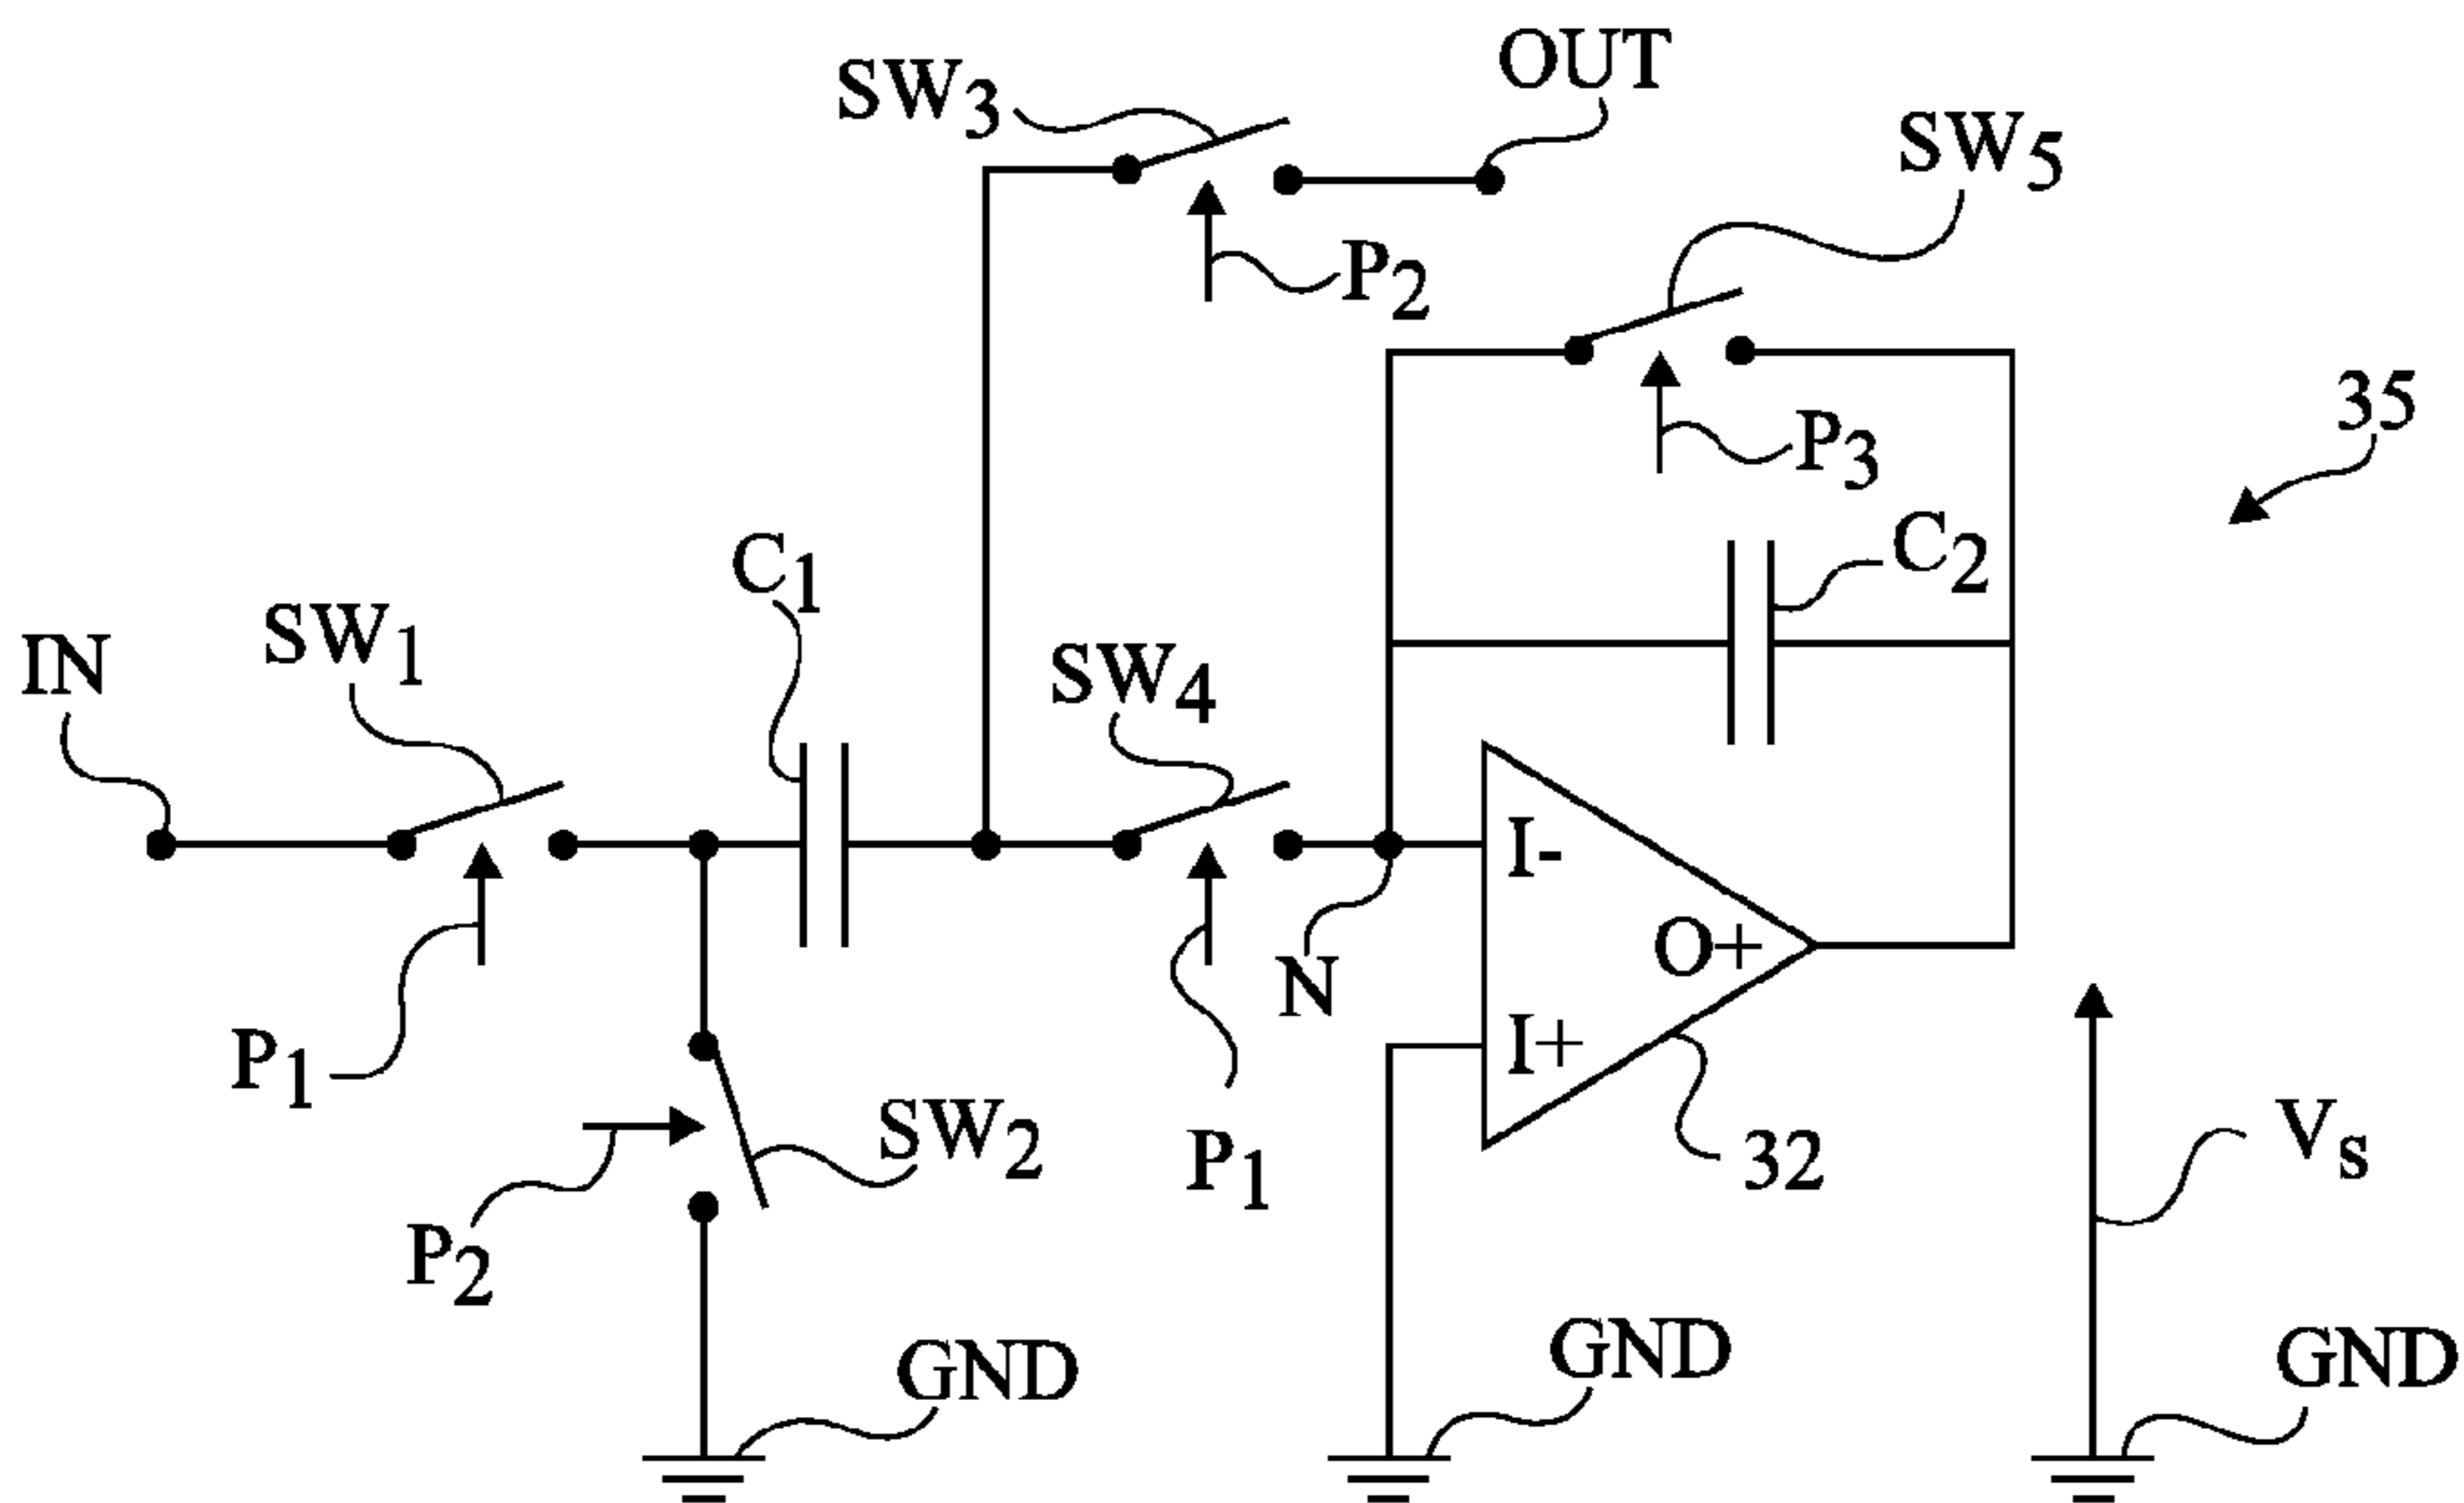 OUT
SW3
SW5
P2
35
P3
C2
C1
SW1
IN
SW4
I-
O+
N
I+
P1
SW2
P1
32
VS
P2
GND
GND
GND